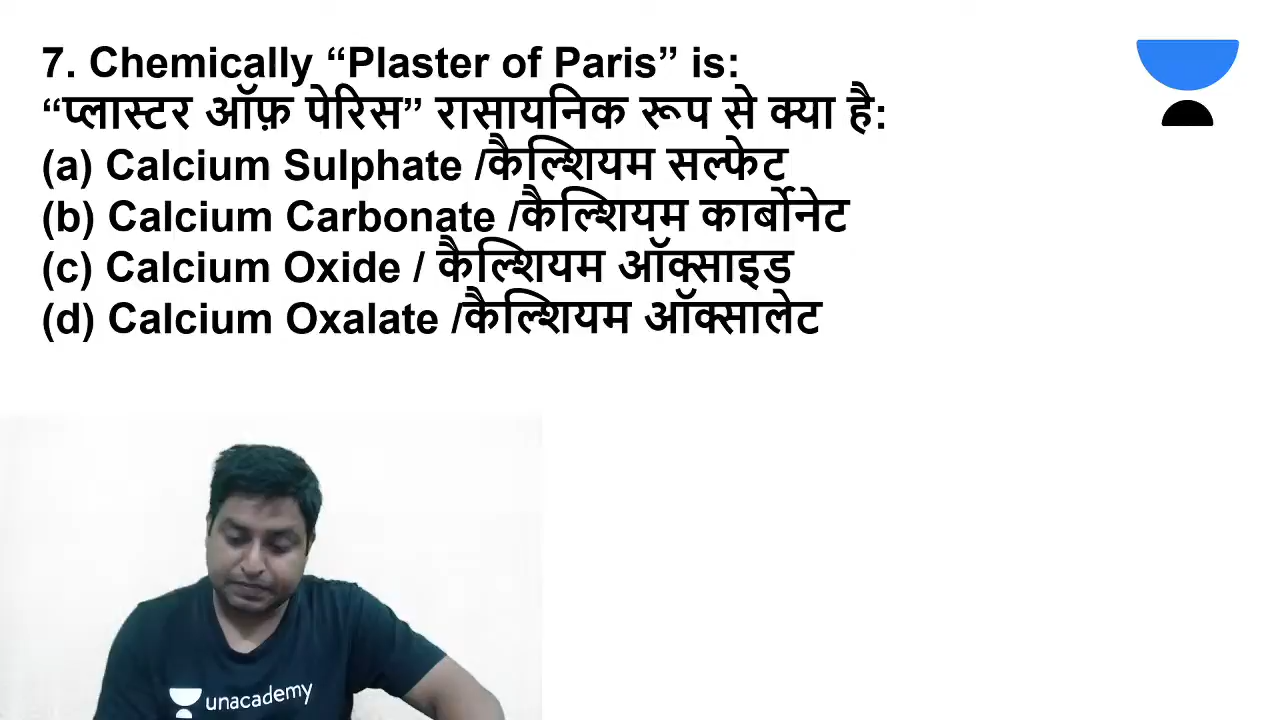 7. Chemically “Plaster of Paris” is:
“प्लास्टर ऑफ़ पेरिस” रासायनिक रूप से क्या है:
(a) Calcium Sulphate /कैल्शियम सल्फेट
(b) Calcium Carbonate /कैल्शियम कार्बोनेट
(c) Calcium Oxide / कैल्शियम ऑक्साइड
(d) Calcium Oxalate /कैल्शियम ऑक्सालेट
unacademy